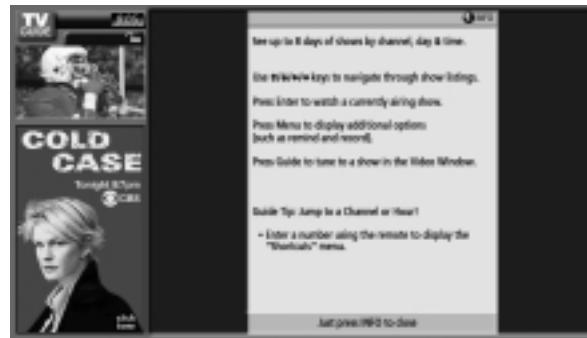 TV
GUIDE
INFO
See up to 8 days of shows by channel, day & time.
Use keys to navigate through show listings.
Press Enter to watch a currently airing show.
Press Menu to display additional options
(such as remind and record).
Press Guide to tune to a show in the Video Window.
COLD
CASE
Tonight 8/7pm
CBS
Guide Tip: Jump to a Channel or Hour!
- Enter a number using the remote to display the
"Shortcuts" menu.
Just press INFO to close